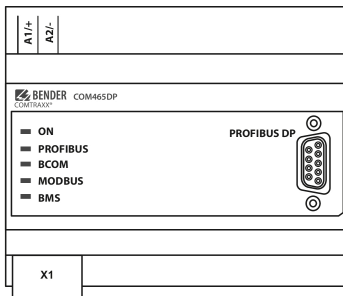 A1/+
A2/-
BENDER COM465DP
COMTRAXX®
ON
PROFIBUS
BCOM
MODBUS
BMS
PROFIBUS DP
X1